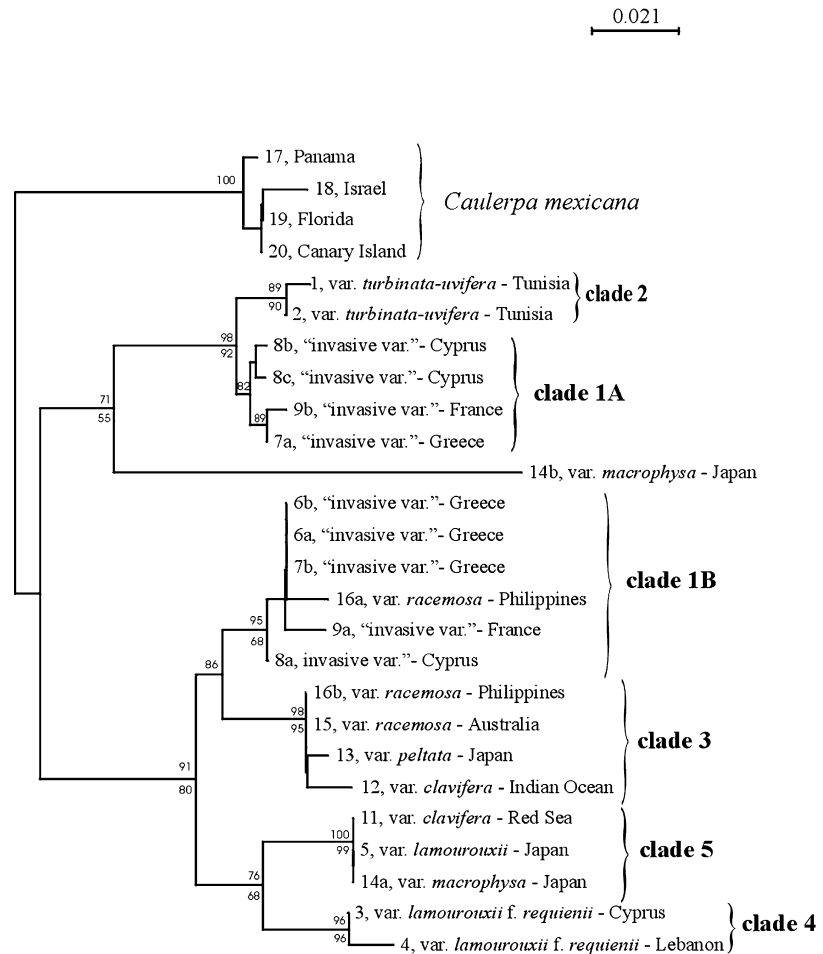 0.021
17, Panama
100
18, Israel
Caulerpa mexicana
19, Florida
20, Canary Island
89
1, var. turbinata-uvifera - Tunisia
clade 2
90
2, var. turbinata-uvifera - Tunisia
98
8b, “invasive var.”- Cyprus
92
82
8c, “invasive var.”- Cyprus
clade 1A
71
9b, “invasive var.”- France
55
89
7a, “invasive var.”- Greece
14b, var. macrophysa - Japan
6b, “invasive var.”- Greece
6a, “invasive var.”- Greece
7b, “invasive var.”- Greece
clade 1B
16a, var. racemosa - Philippines
95
9a, “invasive var.”- France
68
8a, invasive var.”- Cyprus
86
16b, var. racemosa - Philippines
98
15, var. racemosa - Australia
95
clade 3
13, var. peltata - Japan
91
12, var. clavifera - Indian Ocean
80
11, var. clavifera - Red Sea
100
5, var. lamourouxii - Japan
clade 5
99
76
14a, var. macrophysa - Japan
68
3, var. lamourouxii f. requienii - Cyprus
96
clade 4
96
4, var. lamourouxii f. requienii - Lebanon